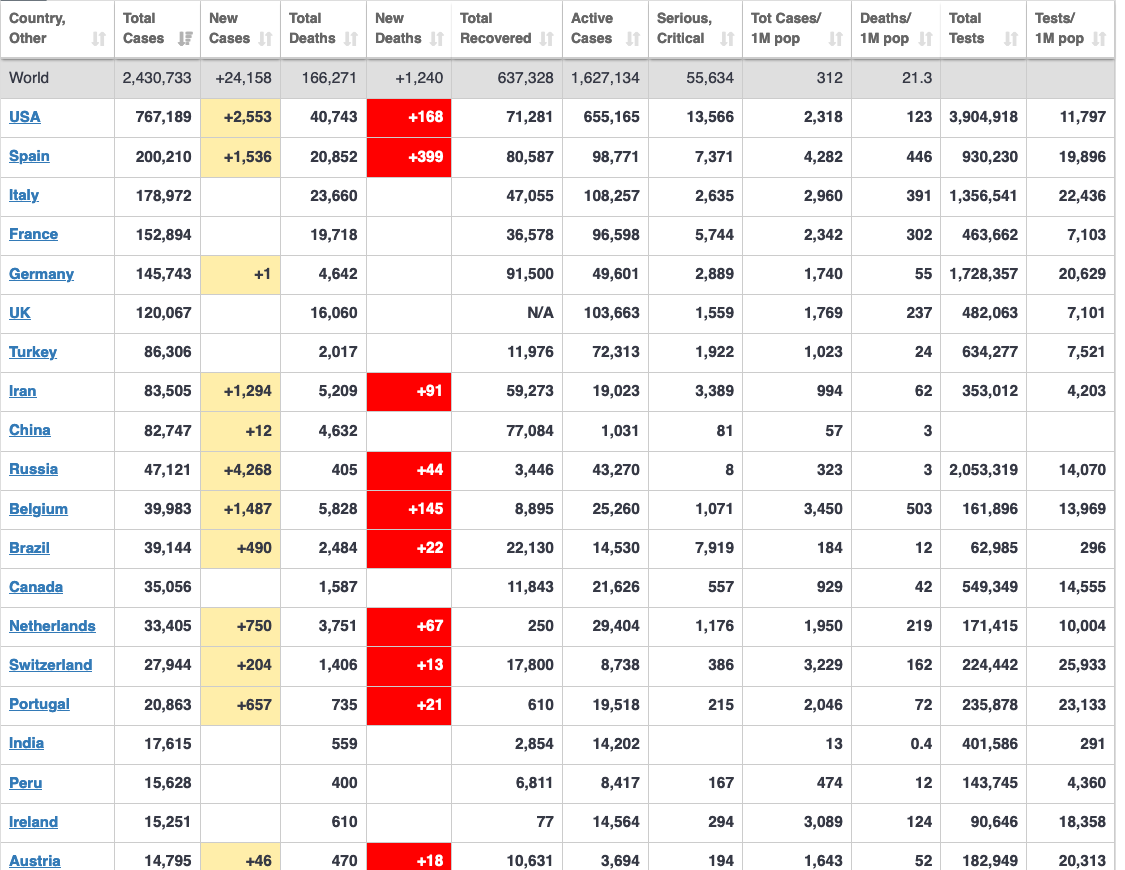 Country, Other Total Cases New Cases Total Deaths New Deaths Total Recovered Active Cases Serious, Critical Tot Cases/ 1M pop Deaths/ 1M pop Total Tests Tests/ 1M pop
World 2,430,733 +24,158 166,271 +1,240 637,328 1,627,134 55,634 312 21.3
USA 767,189 +2,553 40,743 +168 71,281 655,165 13,566 2,318 123 3,904,918 11,797
Spain 200,210 +1,536 20,852 +399 80,587 98,771 7,371 4,282 446 930,230 19,896
Italy 178,972 23,660 47,055 108,257 2,635 2,960 391 1,356,541 22,436
France 152,894 19,718 36,578 96,598 5,744 2,342 302 463,662 7,103
Germany 145,743 +1 4,642 91,500 49,601 2,889 1,740 55 1,728,357 20,629
UK 120,067 16,060 N/A 103,663 1,559 1,769 237 482,063 7,101
Turkey 86,306 2,017 11,976 72,313 1,922 1,023 24 634,277 7,521
Iran 83,505 +1,294 5,209 +91 59,273 19,023 3,389 994 62 353,012 4,203
China 82,747 +12 4,632 77,084 1,031 81 57 3
Russia 47,121 +4,268 405 +44 3,446 43,270 8 323 3 2,053,319 14,070
Belgium 39,983 +1,487 5,828 +145 8,895 25,260 1,071 3,450 503 161,896 13,969
Brazil 39,144 +490 2,484 +22 22,130 14,530 7,919 184 12 62,985 296
Canada 35,056 1,587 11,843 21,626 557 929 42 549,349 14,555
Netherlands 33,405 +750 3,751 +67 250 29,404 1,176 1,950 219 171,415 10,004
Switzerland 27,944 +204 1,406 +13 17,800 8,738 386 3,229 162 224,442 25,933
Portugal 20,863 +657 735 +21 610 19,518 215 2,046 72 235,878 23,133
India 17,615 559 2,854 14,202 13 0.4 401,586 291
Peru 15,628 400 6,811 8,417 167 474 12 143,745 4,360
Ireland 15,251 610 77 14,564 294 3,089 124 90,646 18,358
Austria 14,795 +46 470 +18 10,631 3,694 194 1,643 52 182,949 20,313